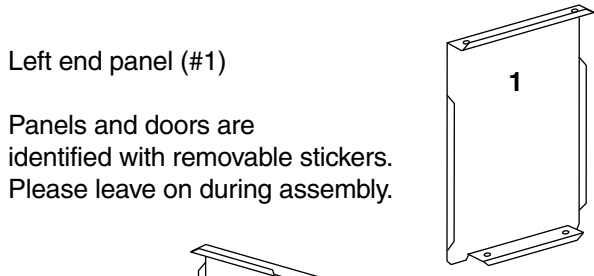 Left end panel (#1)
Panels and doors are
identified with removable stickers.
Please leave on during assembly.
1